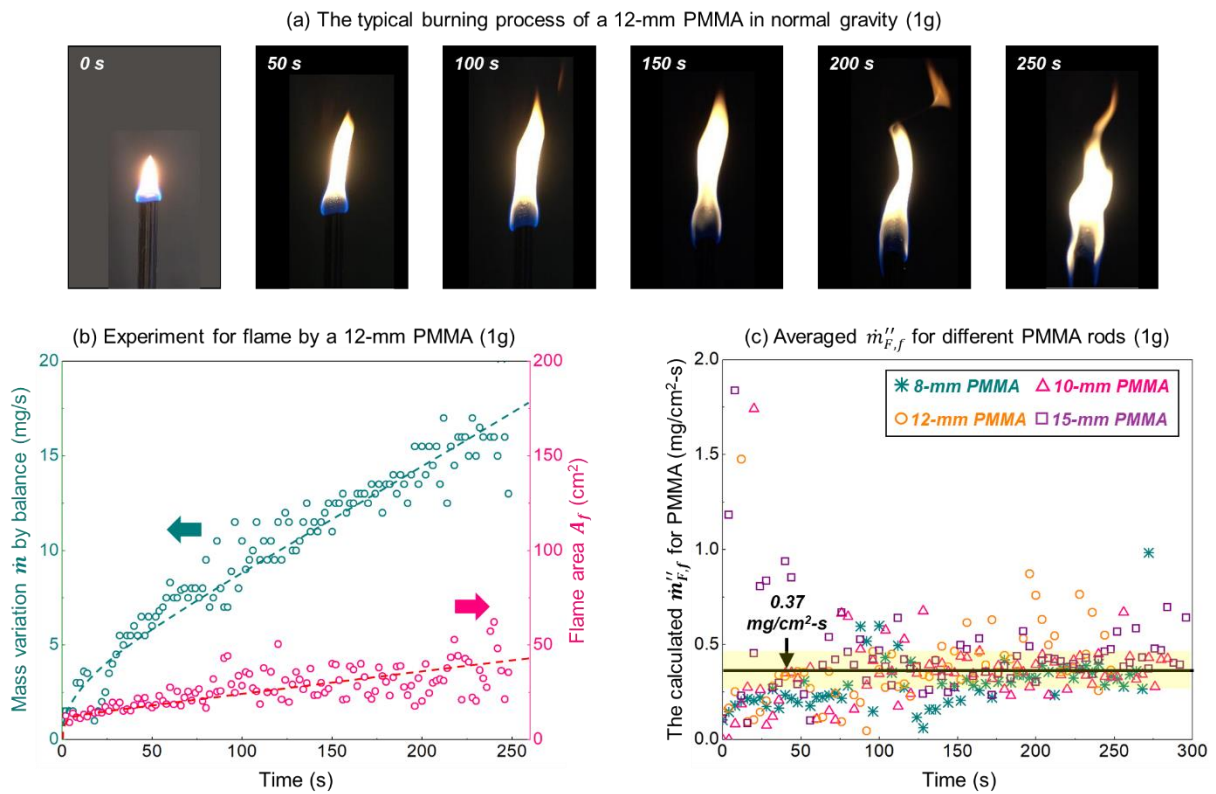 (a) The typical burning process of a 12-mm PMMA in normal gravity (1g)
0 s
50 s
100 s
150 s
200 s
250 s
(b) Experiment for flame by a 12-mm PMMA (1g)
Mass variation ṁ by balance (mg/s)
20
15
10
5
0
0
50
100
150
200
250
Time (s)
200
150
100
50
0
Flame area A_f (cm²)
(c) Averaged ṁ''_{F,f} for different PMMA rods (1g)
The calculated ṁ''_{F,f} for PMMA (mg/cm²-s)
2.0
1.5
1.0
0.5
0.0
8-mm PMMA
10-mm PMMA
12-mm PMMA
15-mm PMMA
0.37
mg/cm²-s
0
50
100
150
200
250
300
Time (s)